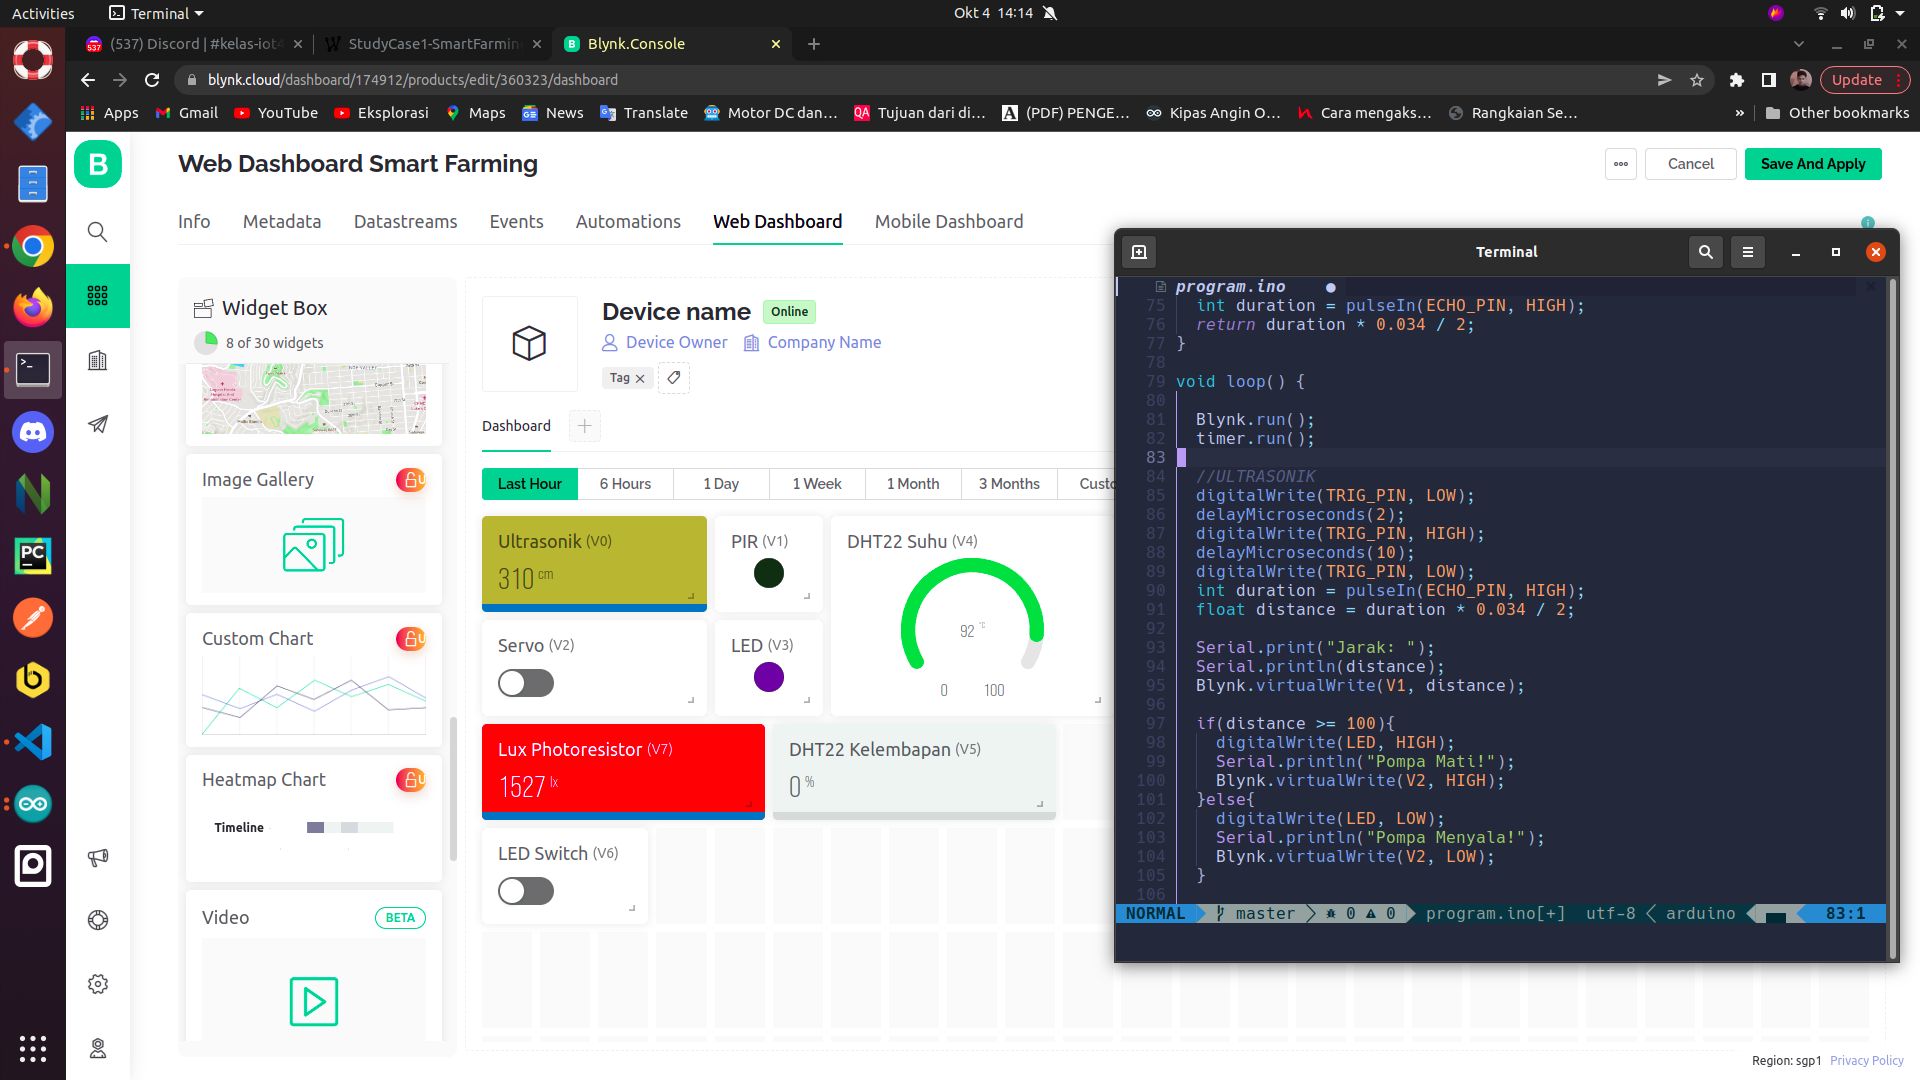 Activities
Terminal
Okt 4 14:14
(537) Discord | #kelas-iot4
StudyCase1-SmartFarmin
Blynk.Console
blynk.cloud/dashboard/174912/products/edit/360323/dashboard
Update
Apps
Gmail
YouTube
Eksplorasi
Maps
News
Translate
Motor DC dan…
Tujuan dari di…
(PDF) PENGE…
Kipas Angin O…
Cara mengaks…
Rangkaian Se…
»
Other bookmarks
B
Web Dashboard Smart Farming
Cancel
Save And Apply
Info
Metadata
Datastreams
Events
Automations
Web Dashboard
Mobile Dashboard
Widget Box
8 of 30 widgets
Image Gallery
U
Custom Chart
U
Heatmap Chart
U
Timeline
Video
BETA
Device name
Online
Device Owner
Company Name
Tag
Dashboard
Last Hour
6 Hours
1 Day
1 Week
1 Month
3 Months
Custo
Ultrasonik (V0)
310 cm
PIR (V1)
DHT22 Suhu (V4)
92 °C
0
100
Servo (V2)
LED (V3)
Lux Photoresistor (V7)
1527 lx
DHT22 Kelembapan (V5)
0 %
LED Switch (V6)
Terminal
program.ino
75 int duration = pulseIn(ECHO_PIN, HIGH);
76 return duration * 0.034 / 2;
77 }
78
79 void loop() {
80
81 Blynk.run();
82 timer.run();
83
84 //ULTRASONIK
85 digitalWrite(TRIG_PIN, LOW);
86 delayMicroseconds(2);
87 digitalWrite(TRIG_PIN, HIGH);
88 delayMicroseconds(10);
89 digitalWrite(TRIG_PIN, LOW);
90 int duration = pulseIn(ECHO_PIN, HIGH);
91 float distance = duration * 0.034 / 2;
92
93 Serial.print("Jarak: ");
94 Serial.println(distance);
95 Blynk.virtualWrite(V1, distance);
96
97 if(distance >= 100){
98 digitalWrite(LED, HIGH);
99 Serial.println("Pompa Mati!");
100 Blynk.virtualWrite(V2, HIGH);
101 }else{
102 digitalWrite(LED, LOW);
103 Serial.println("Pompa Menyala!");
104 Blynk.virtualWrite(V2, LOW);
105 }
106
NORMAL
master
0
0
program.ino[+]
utf-8
arduino
83:1
Region: sgp1
Privacy Policy